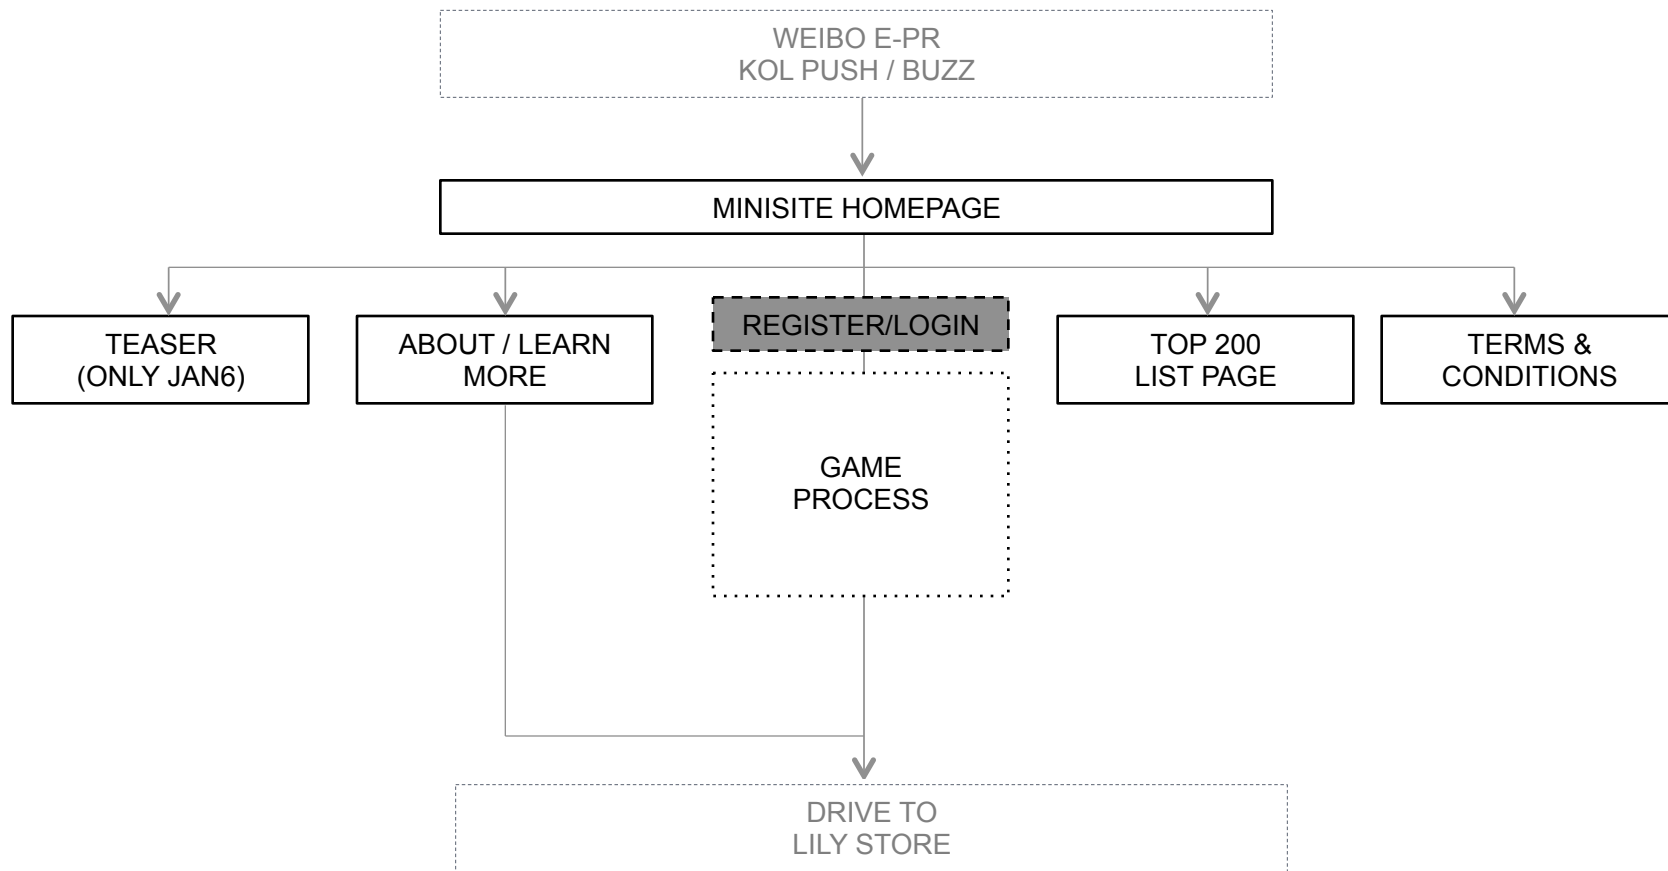 WEIBO E-PR
KOL PUSH / BUZZ
MINISITE HOMEPAGE
TEASER
(ONLY JAN6)
ABOUT / LEARN
MORE
REGISTER/LOGIN
GAME
PROCESS
TOP 200
LIST PAGE
TERMS &
CONDITIONS
DRIVE TO
LILY STORE